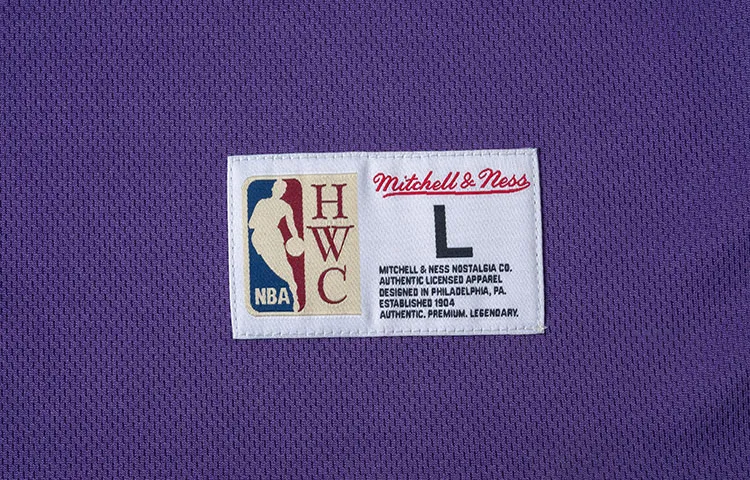 NBA
H
W
C
Mitchell & Ness
L
MITCHELL & NESS NOSTALGIA CO.
AUTHENTIC LICENSED APPAREL
DESIGNED IN PHILADELPHIA, PA.
ESTABLISHED 1904
AUTHENTIC. PREMIUM. LEGENDARY.